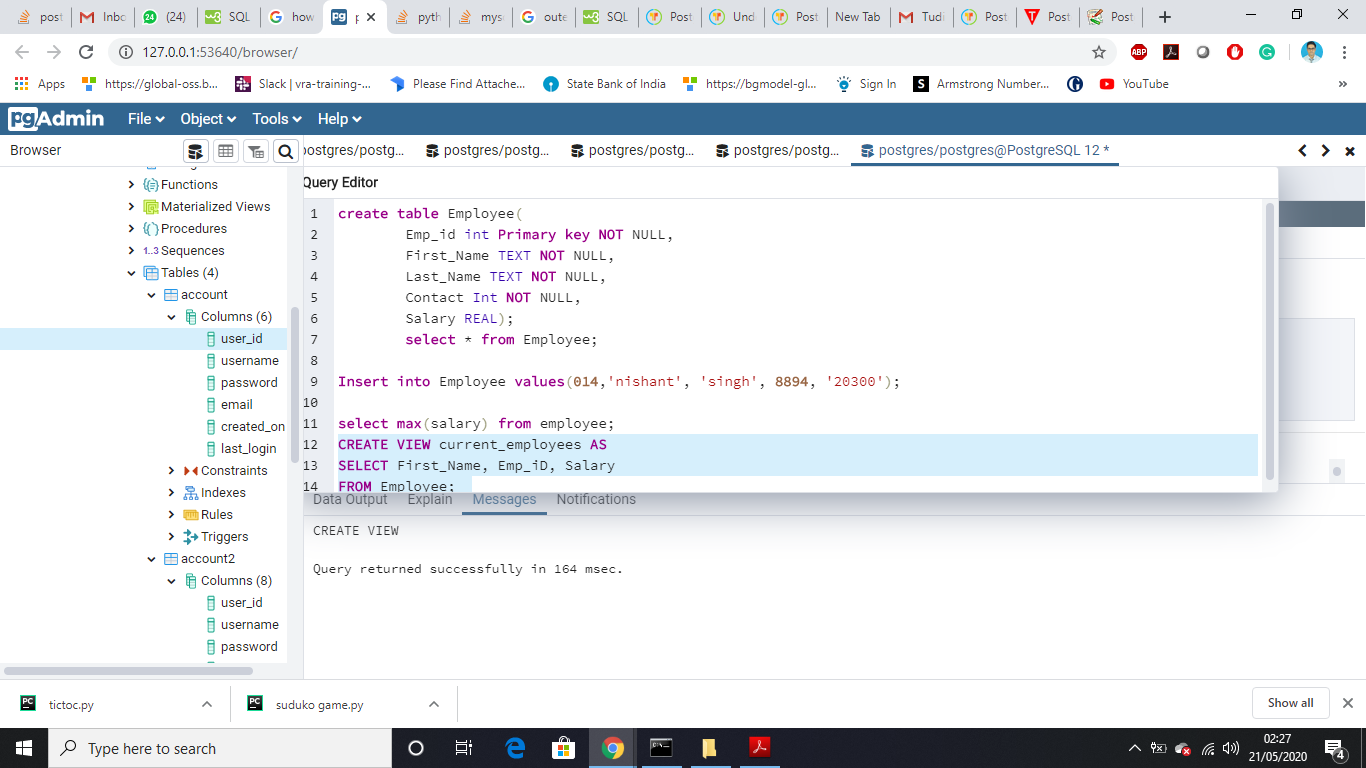 post
Inbo
24
(24)
SQL
how
pg
p
pyth
mys
oute
SQL
Post
Und
Post
New Tab
Tudi
Post
Post
Post
127.0.0.1:53640/browser/
ABP
Apps
https://global-oss.b...
Slack | vra-training-...
Please Find Attache...
State Bank of India
https://bgmodel-gl...
Sign In
S
Armstrong Number...
YouTube
»
pgAdmin
File
Object
Tools
Help
Browser
postgres/postg...
postgres/postg...
postgres/postg...
postgres/postg...
postgres/postgres@PostgreSQL 12 *
Functions
Materialized Views
Procedures
1..3 Sequences
Tables (4)
account
Columns (6)
user_id
username
password
email
created_on
last_login
Constraints
Indexes
Rules
Triggers
account2
Columns (8)
user_id
username
password
Query Editor
1 create table Employee(
2 Emp_id int Primary key NOT NULL,
3 First_Name TEXT NOT NULL,
4 Last_Name TEXT NOT NULL,
5 Contact Int NOT NULL,
6 Salary REAL);
7 select * from Employee;
8
9 Insert into Employee values(014,'nishant', 'singh', 8894, '20300');
10
11 select max(salary) from employee;
12 CREATE VIEW current_employees AS
13 SELECT First_Name, Emp_iD, Salary
14 FROM Employee;
Data Output
Explain
Messages
Notifications
CREATE VIEW
Query returned successfully in 164 msec.
PC
tictoc.py
PC
suduko game.py
Show all
Type here to search
02:27
21/05/2020
4